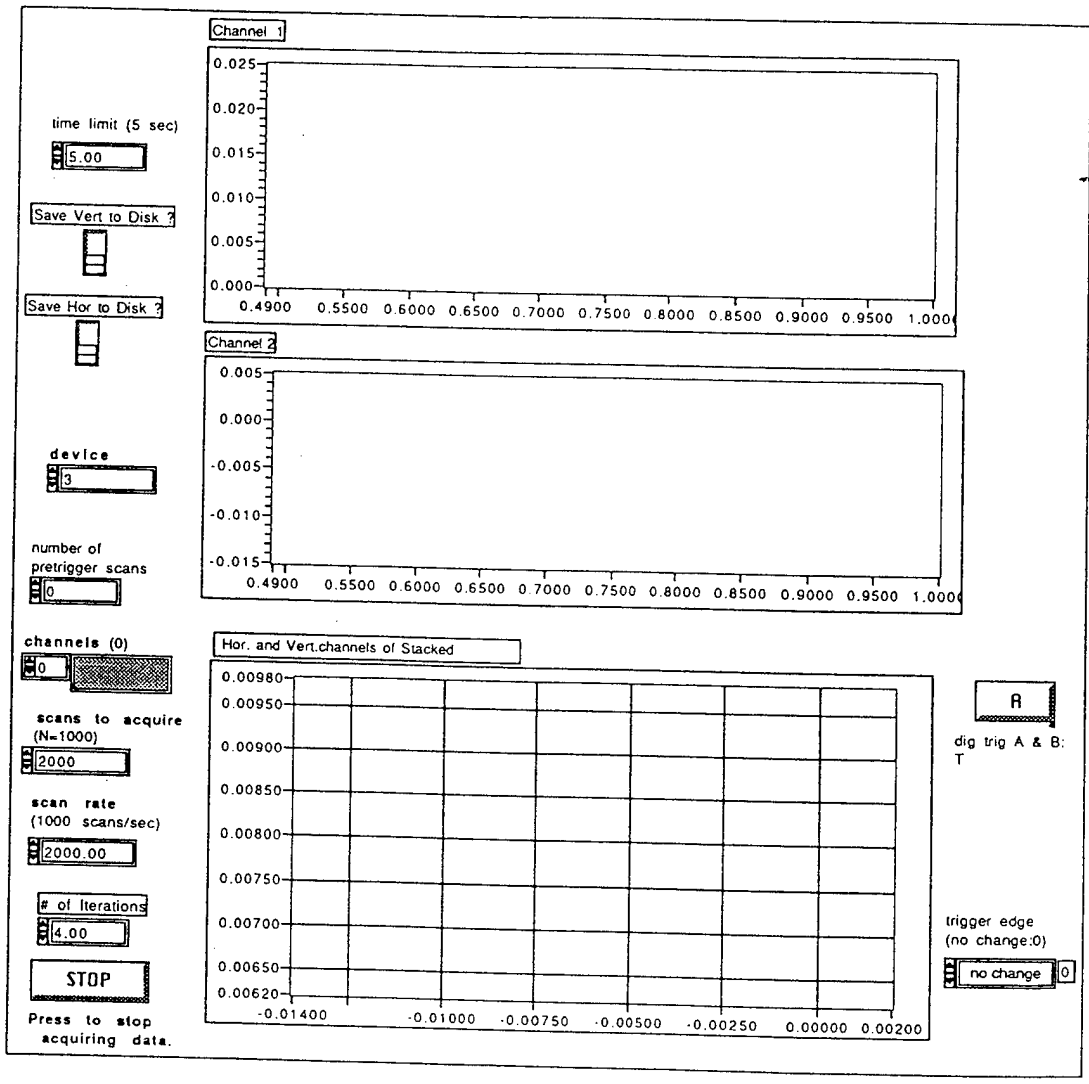 Channel 1
0.025
0.020
0.015
0.010
0.005
0.000
0.4900 0.5500 0.6000 0.6500 0.7000 0.7500 0.8000 0.8500 0.9000 0.9500 1.000
time limit (5 sec)
5.00
Save Vert to Disk ?
Save Hor to Disk ?
Channel 2
0.005
0.000
-0.005
-0.010
-0.015
0.4900 0.5500 0.6000 0.6500 0.7000 0.7500 0.8000 0.8500 0.9000 0.9500 1.000
device
3
number of
pretrigger scans
0
channels (0)
0
scans to acquire
(N=1000)
2000
scan rate
(1000 scans/sec)
2000.00
# of Iterations
4.00
STOP
Press to stop
acquiring data.
Hor. and Vert.channels of Stacked
0.00980
0.00950
0.00900
0.00850
0.00800
0.00750
0.00700
0.00650
0.00620
-0.01400 -0.01000 -0.00750 -0.00500 -0.00250 0.00000 0.00200
A
dig trig A & B:
T
trigger edge
(no change:0)
no change 0